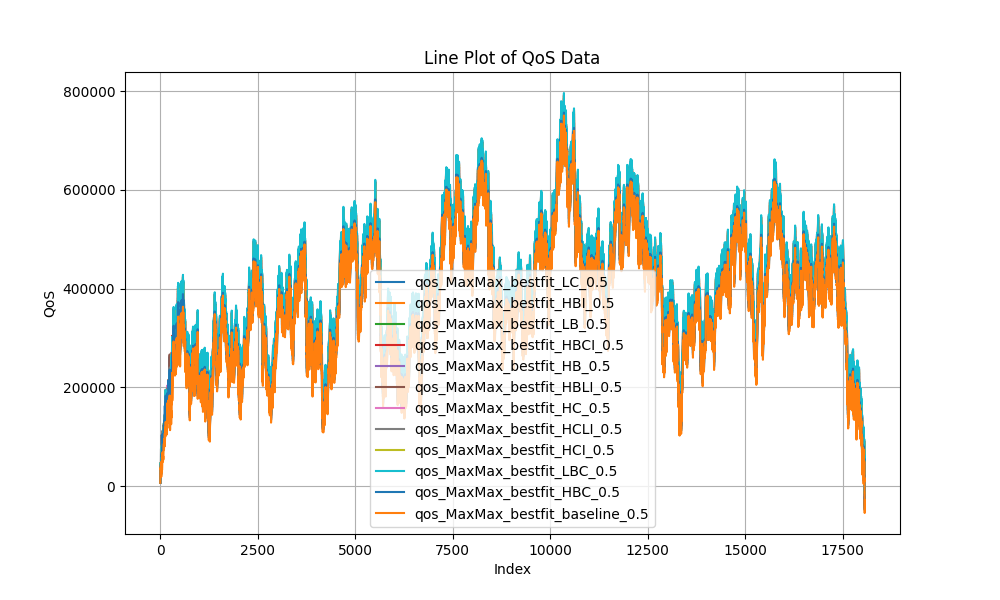 Line Plot of QoS Data
QoS
800000
600000
400000
200000
0
qos_MaxMax_bestfit_LC_0.5
qos_MaxMax_bestfit_HBI_0.5
qos_MaxMax_bestfit_LB_0.5
qos_MaxMax_bestfit_HBCI_0.5
qos_MaxMax_bestfit_HB_0.5
qos_MaxMax_bestfit_HBLI_0.5
qos_MaxMax_bestfit_HC_0.5
qos_MaxMax_bestfit_HCLI_0.5
qos_MaxMax_bestfit_HCI_0.5
qos_MaxMax_bestfit_LBC_0.5
qos_MaxMax_bestfit_HBC_0.5
qos_MaxMax_bestfit_baseline_0.5
0 2500 5000 7500 10000 12500 15000 17500
Index